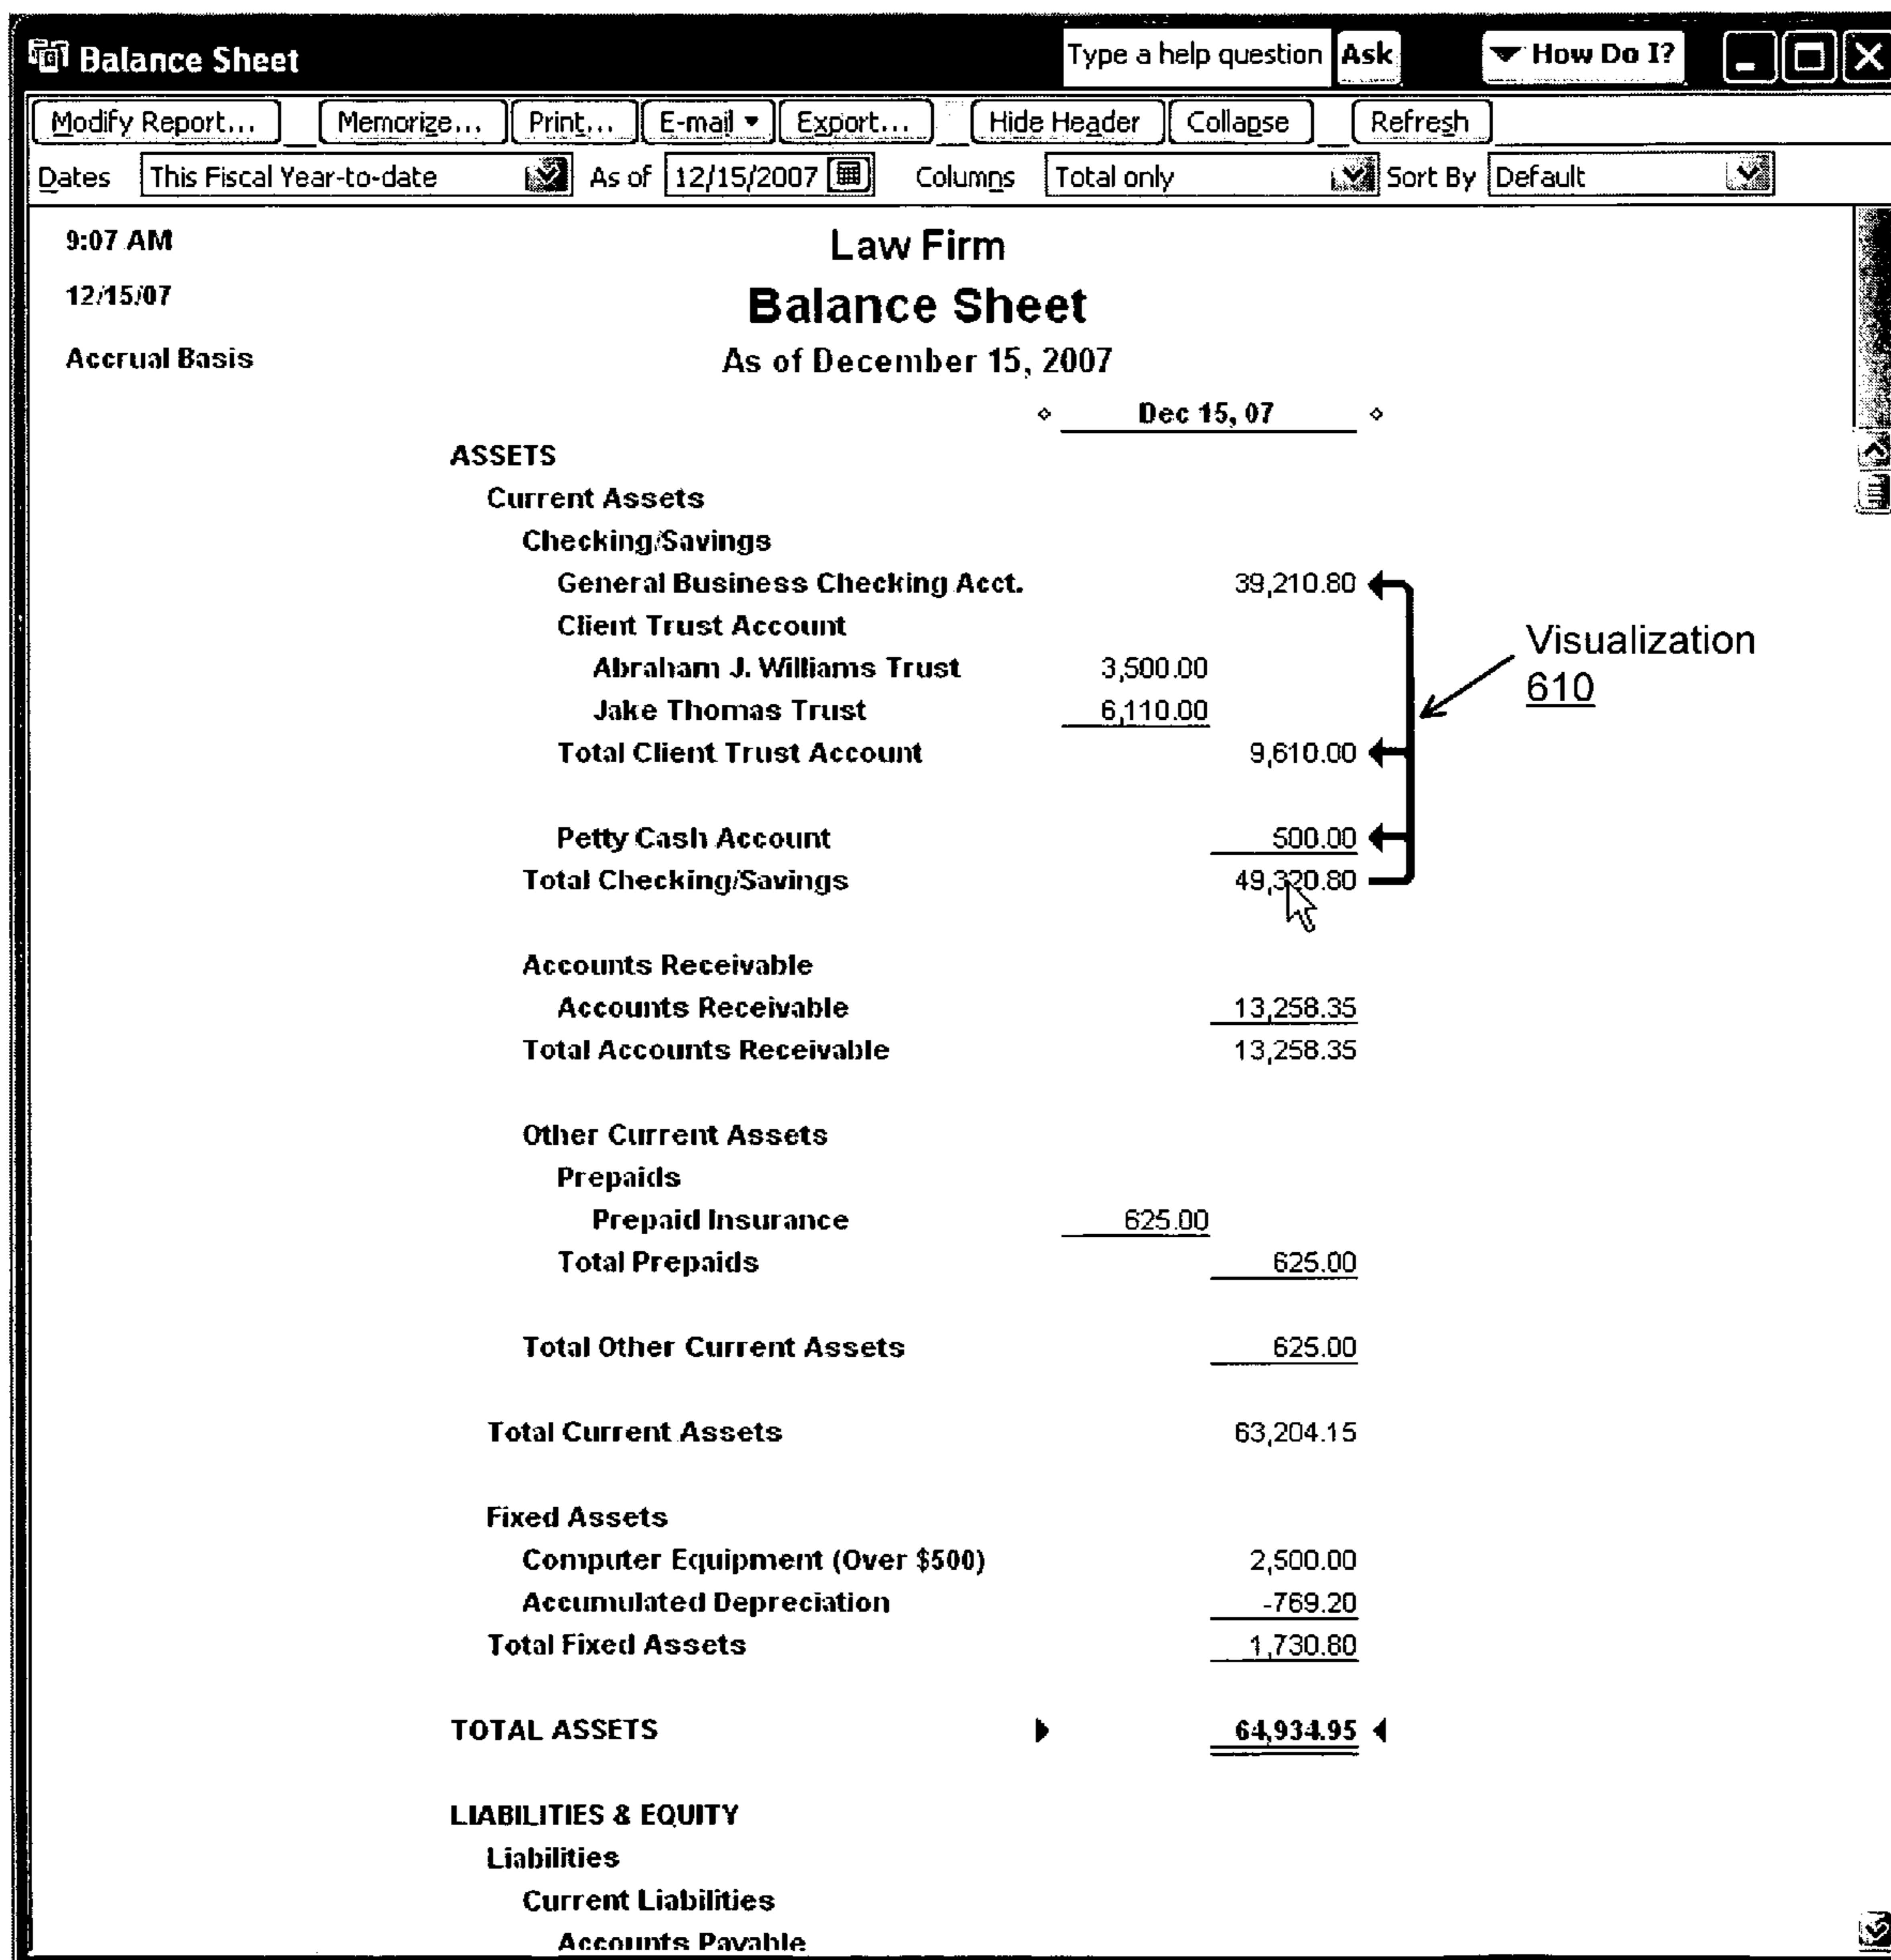 Balance Sheet Type a help question Ask How Do I?
Modify Report... Memorize... Print... E-mail Export... Hide Header Collapse Refresh
Dates This Fiscal Year-to-date As of 12/15/2007 Columns Total only Sort By Default
9:07 AM Law Firm
12/15/07 Balance Sheet
Accrual Basis As of December 15, 2007
Dec 15, 07
ASSETS
Current Assets
Checking/Savings
General Business Checking Acct. 39,210.80
Client Trust Account
Visualization
Abraham J. Williams Trust 3,500.00
610
Jake Thomas Trust 6,110.00
Total Client Trust Account 9,610.00
Petty Cash Account 500.00
Total Checking/Savings 49,320.80
Accounts Receivable
Accounts Receivable 13,258.35
Total Accounts Receivable 13,258.35
Other Current Assets
Prepaids
Prepaid Insurance 625.00
Total Prepaids 625.00
Total Other Current Assets 625.00
Total Current Assets 63,204.15
Fixed Assets
Computer Equipment (Over $500) 2,500.00
Accumulated Depreciation -769.20
Total Fixed Assets 1,730.80
TOTAL ASSETS 64,934.95
LIABILITIES & EQUITY
Liabilities
Current Liabilities
Accounts Payable